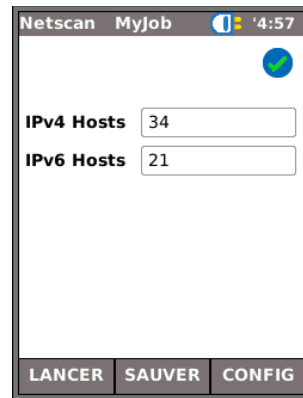 Netscan MyJob '4:57
IPv4 Hosts 34
IPv6 Hosts 21
LANCER SAUVER CONFIG